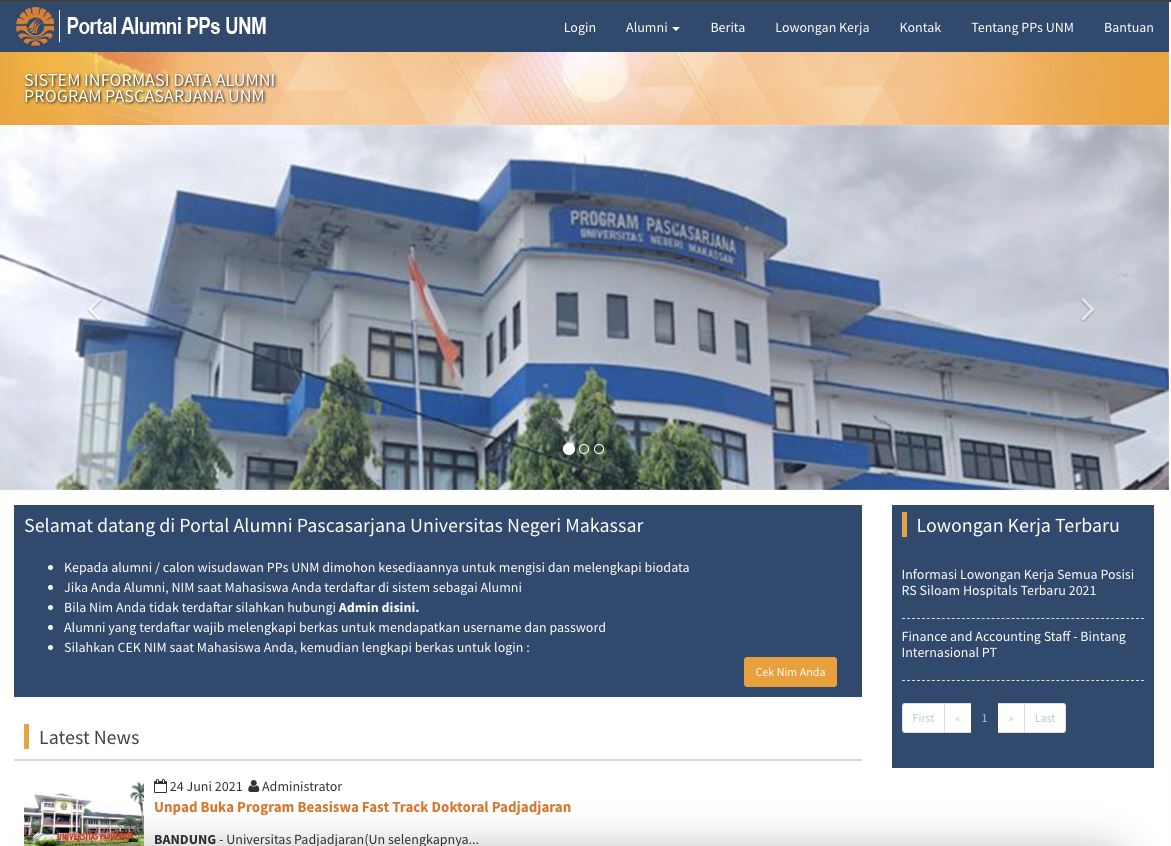 Portal Alumni PPs UNM
Login Alumni Berita Lowongan Kerja Kontak Tentang PPs UNM Bantuan
SISTEM INFORMASI DATA ALUMNI
PROGRAM PASCASARJANA UNM
PROGRAM PASCASARJANA
UNIVERSITAS NEGERI MAKASSAR
Selamat datang di Portal Alumni Pascasarjana Universitas Negeri Makassar
Kepada alumni / calon wisudawan PPs UNM dimohon kesediaannya untuk mengisi dan melengkapi biodata
Jika Anda Alumni, NIM saat Mahasiswa Anda terdaftar di sistem sebagai Alumni
Bila Nim Anda tidak terdaftar silahkan hubungi Admin disini.
Alumni yang terdaftar wajib melengkapi berkas untuk mendapatkan username dan password
Silahkan CEK NIM saat Mahasiswa Anda, kemudian lengkapi berkas untuk login :
Cek Nim Anda
Lowongan Kerja Terbaru
Informasi Lowongan Kerja Semua Posisi
RS Siloam Hospitals Terbaru 2021
Finance and Accounting Staff - Bintang
Internasional PT
First « 1 » Last
Latest News
24 Juni 2021 Administrator
Unpad Buka Program Beasiswa Fast Track Doktoral Padjadjaran
BANDUNG - Universitas Padjadjaran(Un selengkapnya...
UNIVERSITAS PADJADJARAN